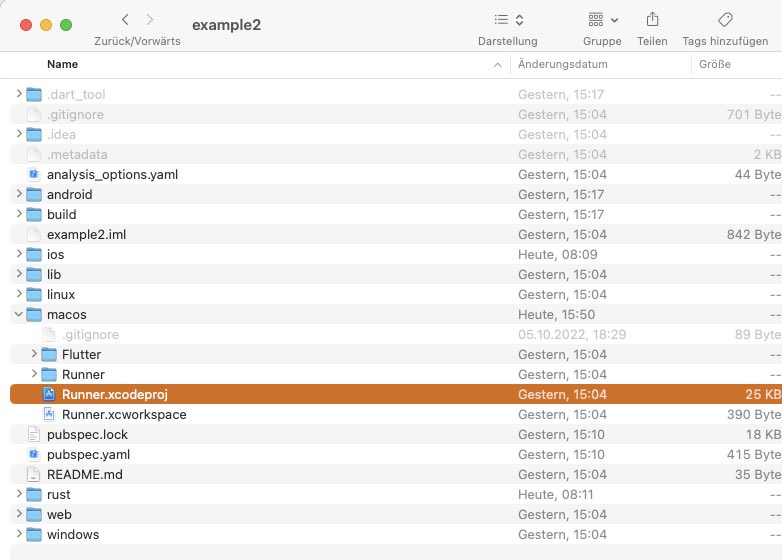 example2
Zurück/Vorwärts Darstellung Gruppe Teilen Tags hinzufügen
Name Änderungsdatum Größe
.dart_tool Gestern, 15:17 --
.gitignore Gestern, 15:04 701 Byte
.idea Gestern, 15:04 --
.metadata Gestern, 15:04 2 KB
analysis_options.yaml Gestern, 15:04 44 Byte
android Gestern, 15:17 --
build Gestern, 15:17 --
example2.iml Gestern, 15:04 842 Byte
ios Heute, 08:09 --
lib Gestern, 15:04 --
linux Gestern, 15:04 --
macos Heute, 15:50 --
.gitignore 05.10.2022, 18:29 89 Byte
Flutter Gestern, 15:04 --
Runner Gestern, 15:04 --
Runner.xcodeproj Gestern, 15:04 25 KB
Runner.xcworkspace Gestern, 15:04 390 Byte
pubspec.lock Gestern, 15:10 18 KB
pubspec.yaml Gestern, 15:10 415 Byte
README.md Gestern, 15:04 35 Byte
rust Heute, 08:11 --
web Gestern, 15:04 --
windows Gestern, 15:04 --